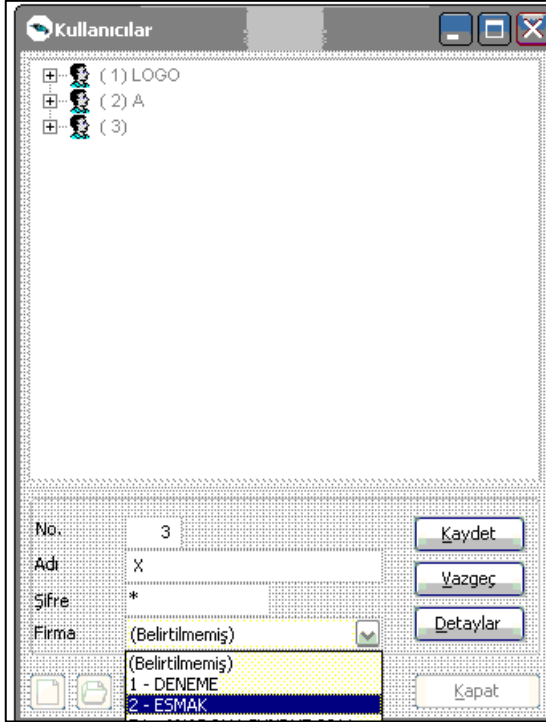 Kullanıcılar
( 1) LOGO
( 2) A
( 3)
No. 3
Kaydet
Adı X
Vazgeç
Şifre *
Detaylar
Firma (Belirtilmemiş)
(Belirtilmemiş)
1 - DENEME
2 - ESMAK
Kapat